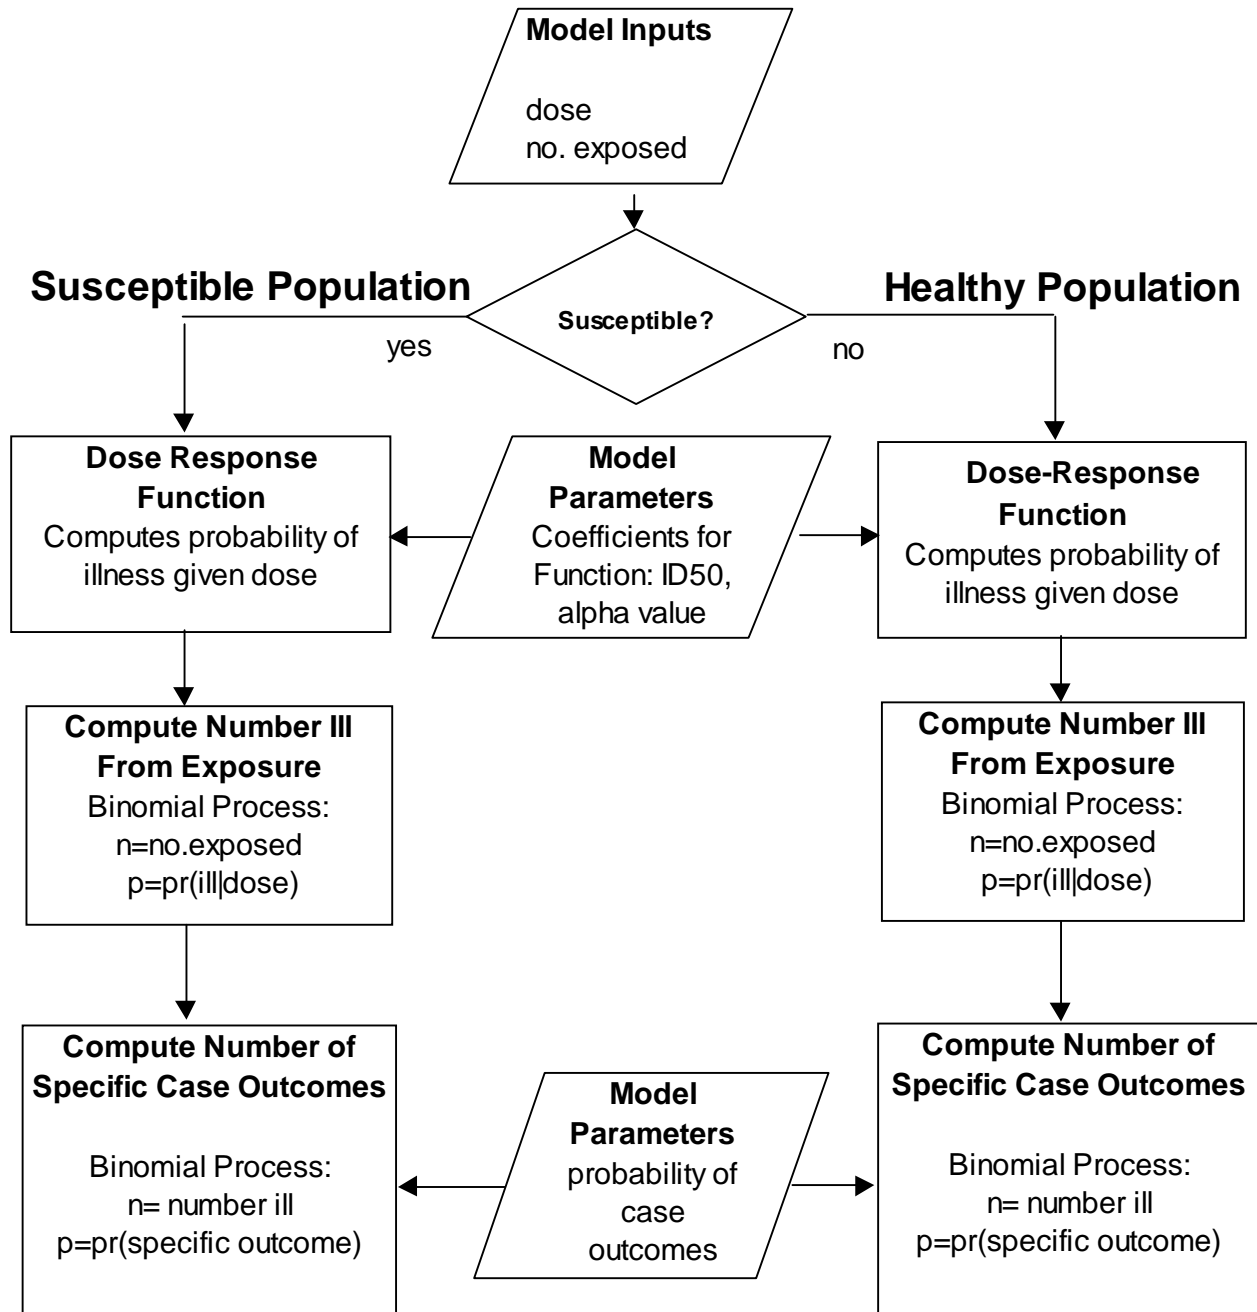 Model Inputs
dose
no. exposed
Susceptible Population
Healthy Population
Susceptible?
yes
no
Dose Response
Function
Computes probability of
illness given dose
Model
Parameters
Coefficients for
Function: ID50,
alpha value
Dose-Response
Function
Computes probability of
illness given dose
Compute Number Ill
From Exposure
Binomial Process:
n=no.exposed
p=pr(ill|dose)
Compute Number Ill
From Exposure
Binomial Process:
n=no.exposed
p=pr(ill|dose)
Compute Number of
Specific Case Outcomes
Binomial Process:
n= number ill
p=pr(specific outcome)
Model
Parameters
probability of
case
outcomes
Compute Number of
Specific Case Outcomes
Binomial Process:
n= number ill
p=pr(specific outcome)